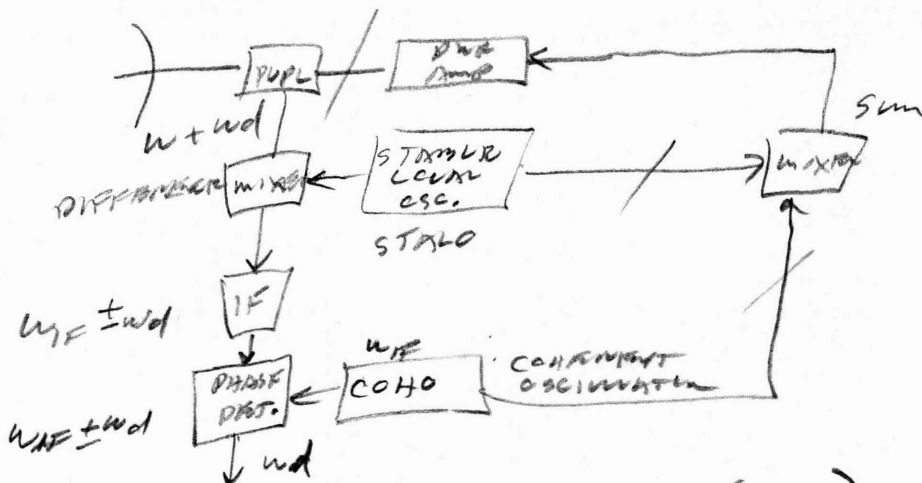 DUPL
PWR
AMP
SUM
w + wd
STABLE
LOCAL
OSC.
MIXER
DIFFERENCE
MIXER
STALO
IF
wIF ± wd
wIF
COHO
COHERENT
OSCILLATOR
PHASE
DET.
wIF ± wd
wd